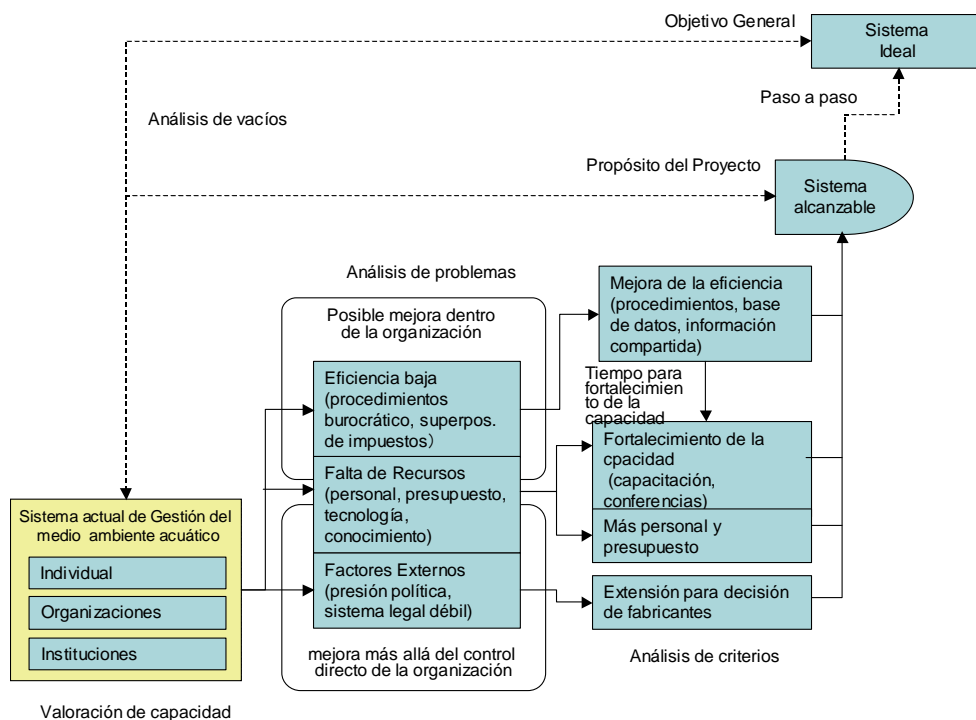 Objetivo General
Sistema
Ideal
Paso a paso
Análisis de vacíos
Propósito del Proyecto
Sistema
alcanzable
Análisis de problemas
Posible mejora dentro
de la organización
Eficiencia baja
(procedimientos
burocrático, superpos.
de impuestos)
Falta de Recursos
(personal, presupuesto,
tecnología,
conocimiento)
Factores Externos
(presión política,
sistema legal débil)
mejora más allá del control
directo de la organización
Mejora de la eficiencia
(procedimientos, base
de datos, información
compartida)
Tiempo para
fortalecimien
to de la
capacidad
Fortalecimiento de la
cpacidad
(capacitación,
conferencias)
Más personal y
presupuesto
Extensión para decisión
de fabricantes
Análisis de criterios
Sistema actual de Gestión del
medio ambiente acuático
Individual
Organizaciones
Instituciones
Valoración de capacidad